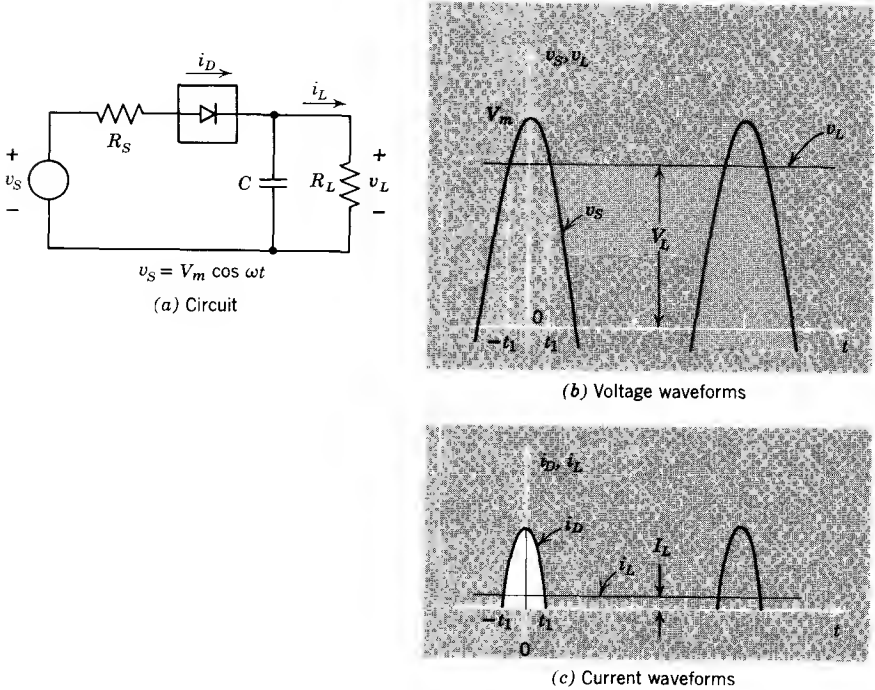 i_D
i_L
R_S
+
v_S
−
C
R_L
+
v_L
−
v_S = V_m cos ωt
(a) Circuit
v_S, v_L
V_m
v_L
v_S
V_L
0
−t_1
t_1
t
(b) Voltage waveforms
i_D, i_L
i_D
i_L
I_L
−t_1
t_1
0
t
(c) Current waveforms